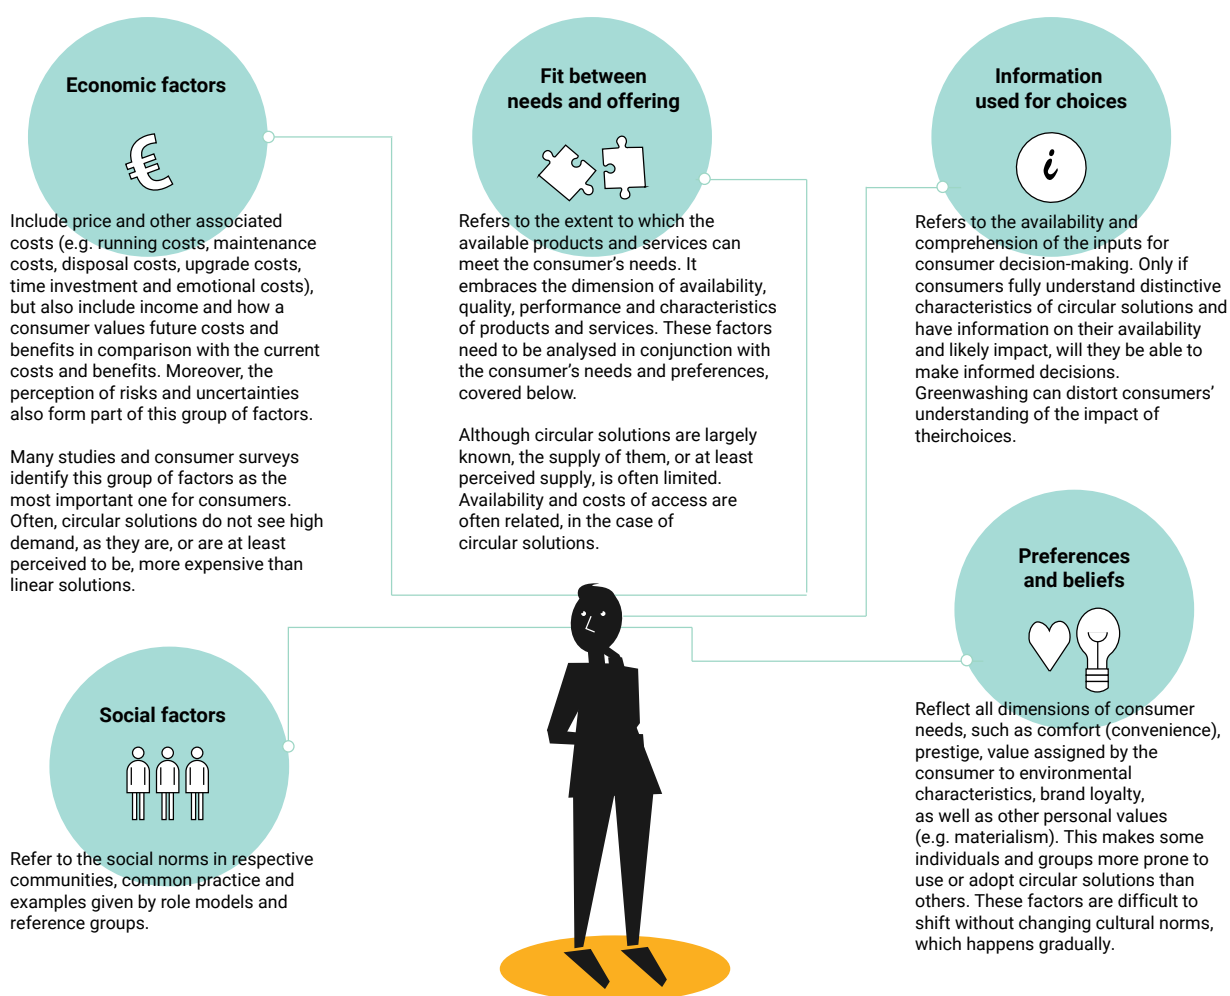 Economic factors
€
Include price and other associated
costs (e.g. running costs, maintenance
costs, disposal costs, upgrade costs,
time investment and emotional costs),
but also include income and how a
consumer values future costs and
benefits in comparison with the current
costs and benefits. Moreover, the
perception of risks and uncertainties
also form part of this group of factors.
Many studies and consumer surveys
identify this group of factors as the
most important one for consumers.
Often, circular solutions do not see high
demand, as they are, or are at least
perceived to be, more expensive than
linear solutions.
Fit between
needs and offering
Refers to the extent to which the
available products and services can
meet the consumer's needs. It
embraces the dimension of availability,
quality, performance and characteristics
of products and services. These factors
need to be analysed in conjunction with
the consumer's needs and preferences,
covered below.
Although circular solutions are largely
known, the supply of them, or at least
perceived supply, is often limited.
Availability and costs of access are
often related, in the case of
circular solutions.
Information
used for choices
i
Refers to the availability and
comprehension of the inputs for
consumer decision-making. Only if
consumers fully understand distinctive
characteristics of circular solutions and
have information on their availability
and likely impact, will they be able to
make informed decisions.
Greenwashing can distort consumers'
understanding of the impact of
theirchoices.
Social factors
Refer to the social norms in respective
communities, common practice and
examples given by role models and
reference groups.
Preferences
and beliefs
Reflect all dimensions of consumer
needs, such as comfort (convenience),
prestige, value assigned by the
consumer to environmental
characteristics, brand loyalty,
as well as other personal values
(e.g. materialism). This makes some
individuals and groups more prone to
use or adopt circular solutions than
others. These factors are difficult to
shift without changing cultural norms,
which happens gradually.